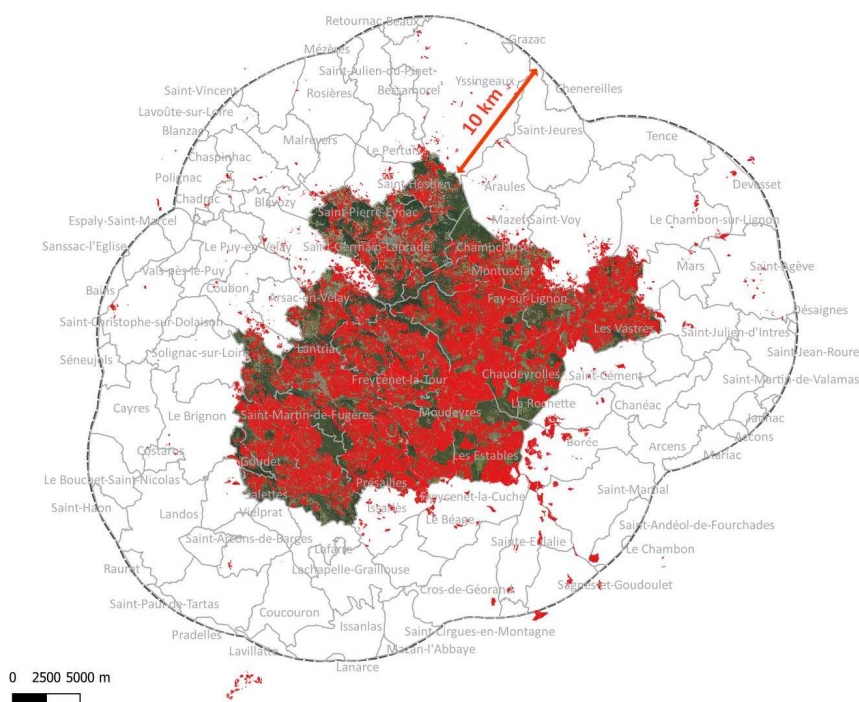 Retournac Beaux
Grazac
Mézères
Saint-Julien-du-Pinet
Yssingeaux
Saint-Vincent
Bessamorel
Chenereilles
Rosières
10 km
Lavoûte-sur-Loire
Blanzac
Saint-Jeures
Tence
Malrevers
Le Pertuis
Chaspinhac
Polignac
Saint-Hostien
Araules
Devesset
Chadrac
Blavozy
Saint-Pierre-Eynac
Espaly-Saint-Marcel
Mazet-Saint-Voy
Le Chambon-sur-Lignon
Sanssac-l'Eglise
Le Puy-en-Velay
Saint-Germain-Laprade
Champclause
Vals-près-le-Puy
Montusclat
Mars
Saint-Agève
Bains
Coubon
Arsac-en-Velay
Fay-sur-Lignon
Désaignes
Saint-Christophe-sur-Dolaison
Les Vastres
Saint-Julien-d'Intres
Solignac-sur-Loire
Lantriac
Saint-Jean-Roure
Séneujols
Freycenet-la-Tour
Chaudeyrolles
Saint-Clément
Saint-Martin-de-Valamas
Cayres
Le Brignon
Saint-Martin-de-Fugères
Moudeyres
La Rochette
Chanéac
Jaunac
Accons
Costaros
Borée
Arcens
Mariac
Goudet
Les Estables
Le Bouchet-Saint-Nicolas
Présailles
Saint-Martial
Salettes
Freycenet-la-Cuche
Saint-Haon
Landos
Vielprat
Issarlès
Le Béage
Saint-Andéol-de-Fourchades
Saint-Arcons-de-Barges
Lafarre
Sainte-Eulalie
Le Chambon
Rauret
Lachapelle-Graillouse
Sagnes-et-Goudoulet
Saint-Paul-de-Tartas
Cros-de-Géorand
Coucouron
Issanlas
Pradelles
Saint-Cirgues-en-Montagne
Lavillatte
Mazan-l'Abbaye
Lanarce
0 2500 5000 m